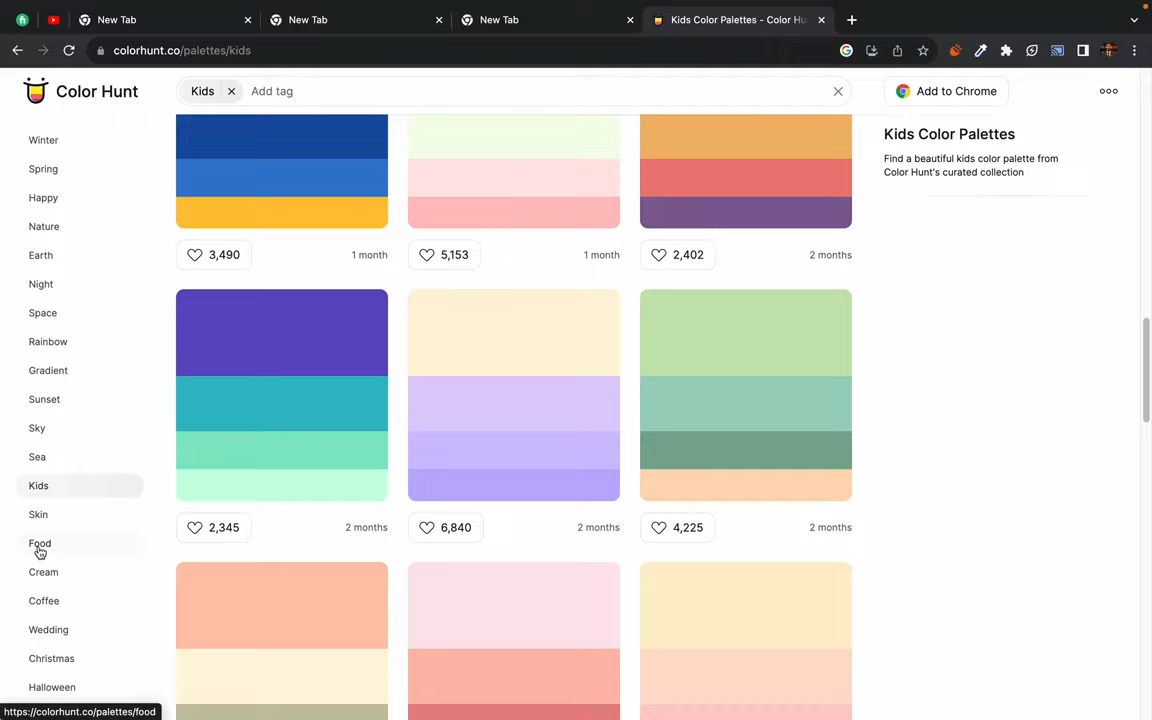 New Tab
New Tab
New Tab
Kids Color Palettes - Color Hu
colorhunt.co/palettes/kids
Color Hunt
Kids
Add tag
Add to Chrome
Winter
Spring
Happy
Nature
Earth
Night
Space
Rainbow
Gradient
Sunset
Sky
Sea
Kids
Skin
Food
Cream
Coffee
Wedding
Christmas
Halloween
3,490
1 month
5,153
1 month
2,402
2 months
2,345
2 months
6,840
2 months
4,225
2 months
Kids Color Palettes
Find a beautiful kids color palette from
Color Hunt's curated collection
https://colorhunt.co/palettes/food